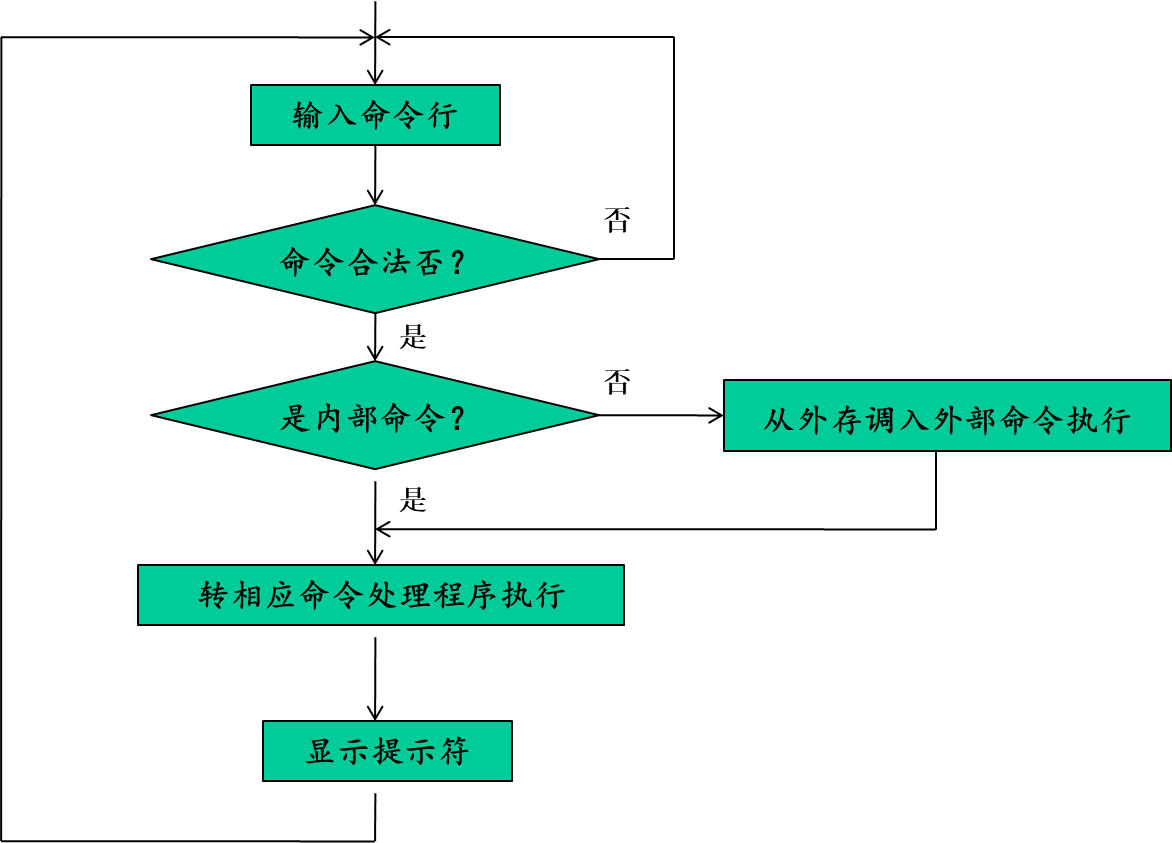 输入命令行
否
命令合法否？
是
否
是内部命令？
从外存调入外部命令执行
是
转相应命令处理程序执行
显示提示符